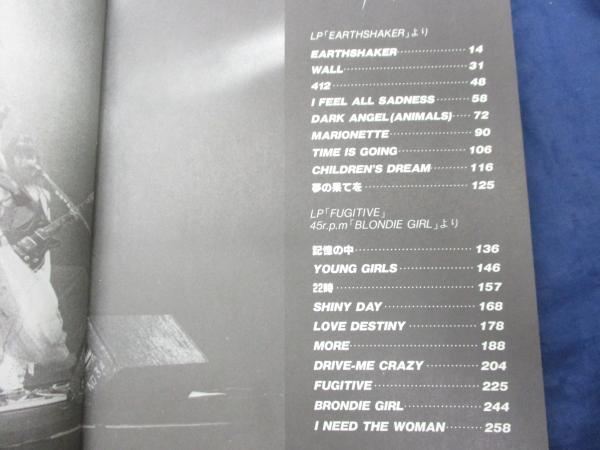 LP「EARTHSHAKER」より
EARTHSHAKER 14
WALL 31
412 48
I FEEL ALL SADNESS 58
DARK ANGEL(ANIMALS) 72
MARIONETTE 90
TIME IS GOING 106
CHILDREN'S DREAM 116
夢の果てを 125
LP「FUGITIVE」
45r.p.m「BLONDIE GIRL」より
記憶の中 136
YOUNG GIRLS 146
22時 157
SHINY DAY 168
LOVE DESTINY 178
MORE 188
DRIVE-ME CRAZY 204
FUGITIVE 225
BRONDIE GIRL 244
I NEED THE WOMAN 258